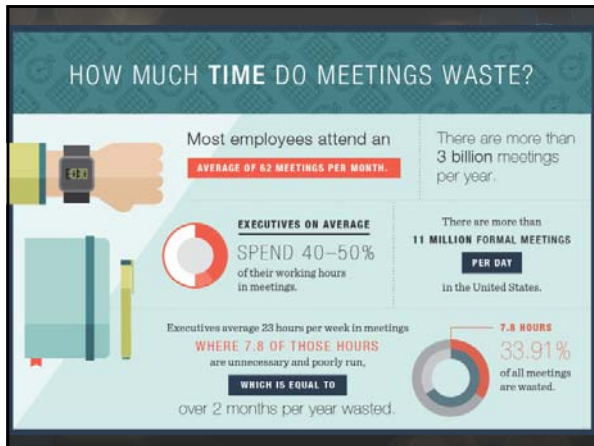 HOW MUCH TIME DO MEETINGS WASTE?
Most employees attend an
AVERAGE OF 62 MEETINGS PER MONTH.
There are more than
3 billion meetings
per year.
EXECUTIVES ON AVERAGE
SPEND 40–50%
of their working hours
in meetings.
There are more than
11 MILLION FORMAL MEETINGS
PER DAY
in the United States.
Executives average 23 hours per week in meetings
WHERE 7.8 OF THOSE HOURS
are unnecessary and poorly run,
WHICH IS EQUAL TO
over 2 months per year wasted.
7.8 HOURS
33.91%
of all meetings
are wasted.